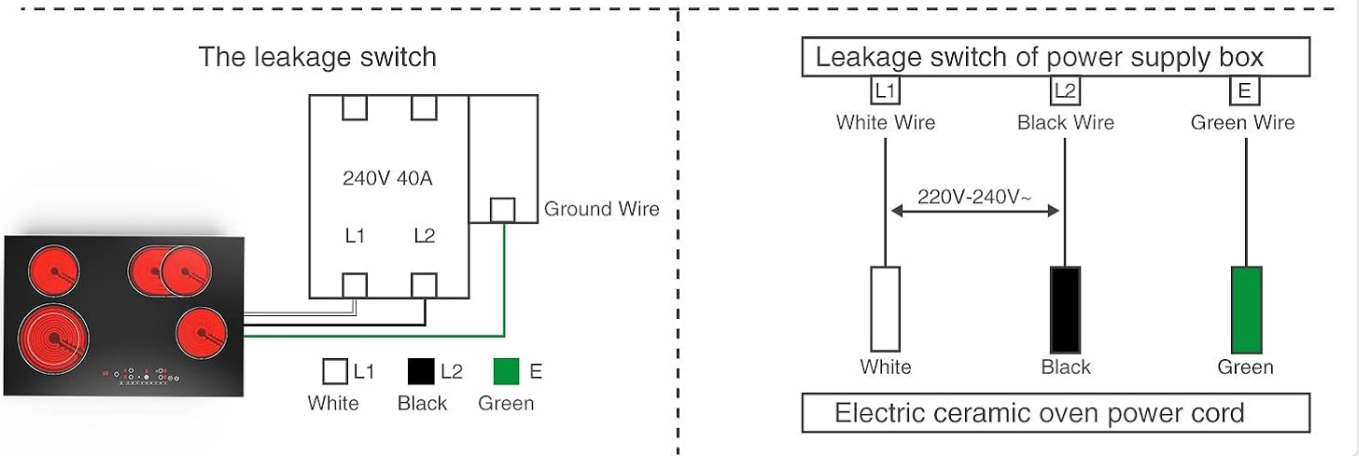 The leakage switch
240V 40A
L1 L2
Ground Wire
L1 L2 E
White Black Green
Leakage switch of power supply box
L1 L2 E
White Wire Black Wire Green Wire
220V-240V~
White Black Green
Electric ceramic oven power cord